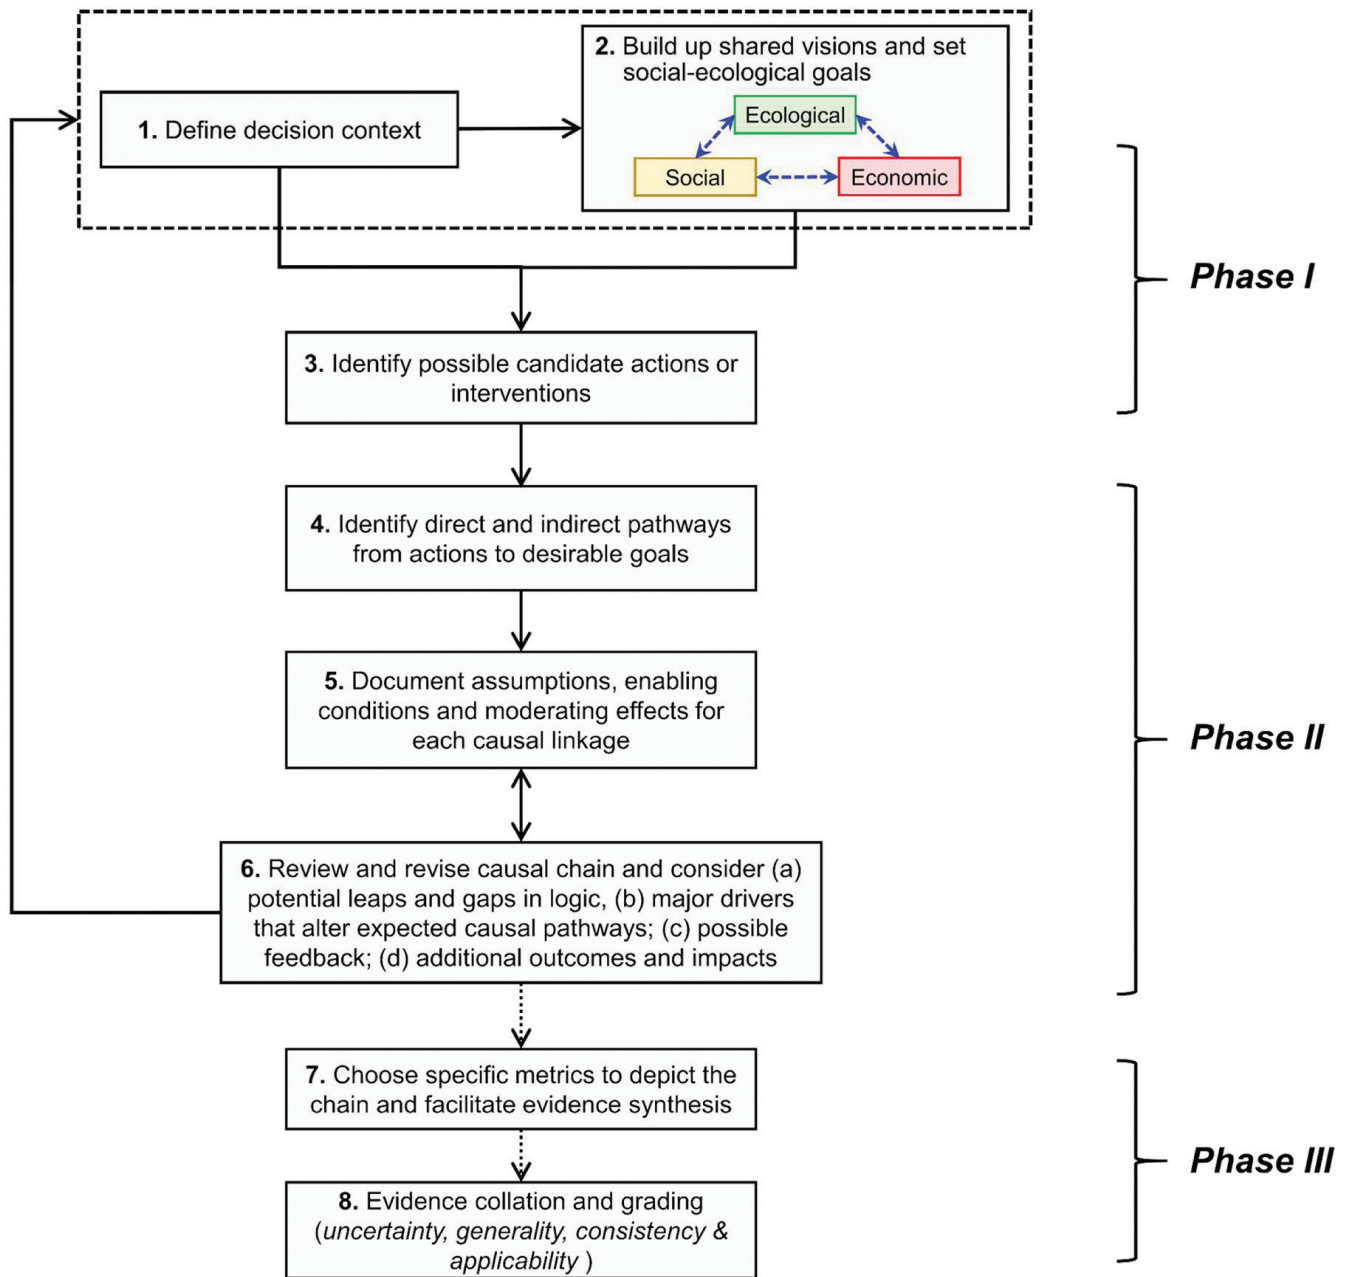 1. Define decision context
2. Build up shared visions and set
social-ecological goals
Ecological
Social
Economic
Phase I
3. Identify possible candidate actions or
interventions
4. Identify direct and indirect pathways
from actions to desirable goals
5. Document assumptions, enabling
conditions and moderating effects for
each causal linkage
Phase II
6. Review and revise causal chain and consider (a)
potential leaps and gaps in logic, (b) major drivers
that alter expected causal pathways; (c) possible
feedback; (d) additional outcomes and impacts
7. Choose specific metrics to depict the
chain and facilitate evidence synthesis
Phase III
8. Evidence collation and grading
(uncertainty, generality, consistency &
applicability )